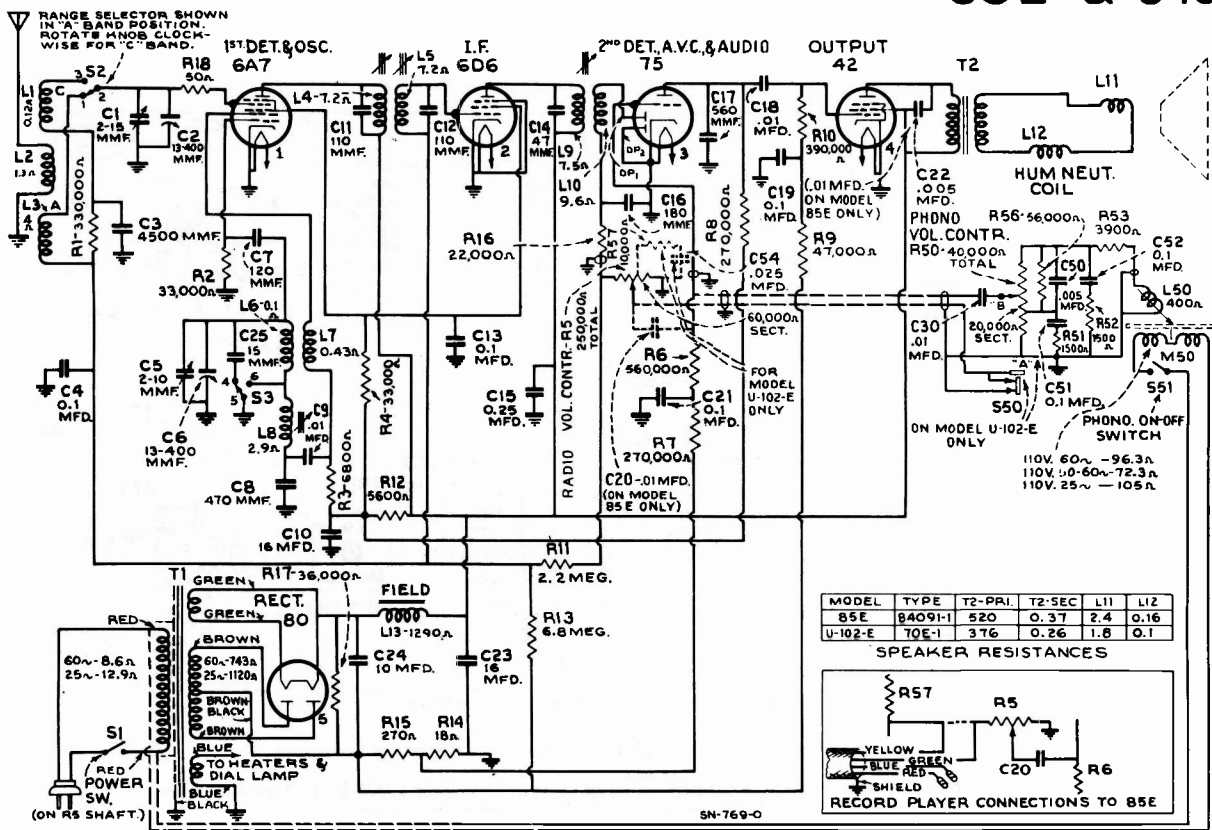 RANGE SELECTOR SHOWN
IN "A" BAND POSITION.
ROTATE KNOB CLOCK-
WISE FOR "C" BAND.
1ST. DET. & OSC.
6A7
I.F.
6D6
2ND DET., A.V.C., & AUDIO
75
OUTPUT
42
T2
L11
L12
HUM NEUT.
COIL
S2
3
C
1
2
R18
50Ω
L1
0.12Ω
L2
1.3Ω
L3
A
4Ω
C1
2-15
MMF.
C2
13-400
MMF.
R1-330,000Ω
C3
4500 MMF.
C4
0.1
MFD.
1
L4-7.2Ω
C11
110
MMF.
L5
7.2Ω
C12
110
MMF.
2
C14
47
MMF.
L9
7.5Ω
L10
9.6Ω
DP2
DP1
3
C16
180
MMF
C17
560
MMF.
C18
.01
MFD.
R10
390,000
Ω
C19
0.1
MFD.
4
(.01 MFD.
ON MODEL
85E ONLY)
C22
.005
MFD.
R2
33,000Ω
C7
120
MMF.
L6-0.1
Ω
L7
0.43Ω
C25
15
MMF.
4
6
5
S3
C5
2-10
MMF.
C6
13-400
MMF.
L8
2.9Ω
C9
.01
MFD
C8
470 MMF.
R3-6800Ω
C10
16 MFD.
R4-33,000Ω
R12
5600Ω
C13
0.1
MFD.
R16
22,000Ω
C15
0.25
MFD.
RADIO VOL. CONTR.-R5
250,000Ω
TOTAL
R57
10,000Ω
R8
270,000Ω
C54
.025
MFD.
60,000Ω
SECT.
R6
560,000Ω
C21
0.1
MFD.
R7
270,000Ω
C20-.01 MFD.
(ON MODEL
85E ONLY)
FOR
MODEL
U-102-E
ONLY
R9
47,000Ω
PHONO
VOL. CONTR.
R50-40,000Ω
TOTAL
R56-56,000Ω
R53
3900Ω
C50
.005
MFD
C52
0.1
MFD.
L50
400Ω
C30
.01
MFD.
B
20,000Ω
SECT.
"A"
R51
1500Ω
R52
1500
Ω
C51
0.1 MFD.
S50
M50
S51
ON MODEL U-102-E
ONLY
PHONO. ON-OFF
SWITCH
110V. 60~ -96.3Ω
110V. 50-60~-72.3Ω
110V. 25~ -105Ω
R11
2.2 MEG.
R13
6.8 MEG.
T1
GREEN
GREEN
R17-36,000Ω
RECT.
80
FIELD
L13-1290Ω
RED
BROWN
60~-743Ω
25~-1120Ω
BROWN
BLACK
BROWN
5
60~-8.6Ω
25~-12.9Ω
C24
10 MFD.
C23
16
MFD.
R15
270Ω
R14
18Ω
S1
RED
POWER
SW.
(ON R5 SHAFT.)
BLUE
TO HEATERS &
DIAL LAMP
BLUE
BLACK
SN-769-O
MODEL TYPE T2-PRI. T2-SEC L11 L12
85E 84091-1 520 0.37 2.4 0.16
U-102-E 70E-1 376 0.26 1.8 0.1
SPEAKER RESISTANCES
R57
R5
YELLOW
BLUE GREEN
RED
SHIELD
C20
R6
RECORD PLAYER CONNECTIONS TO 85E